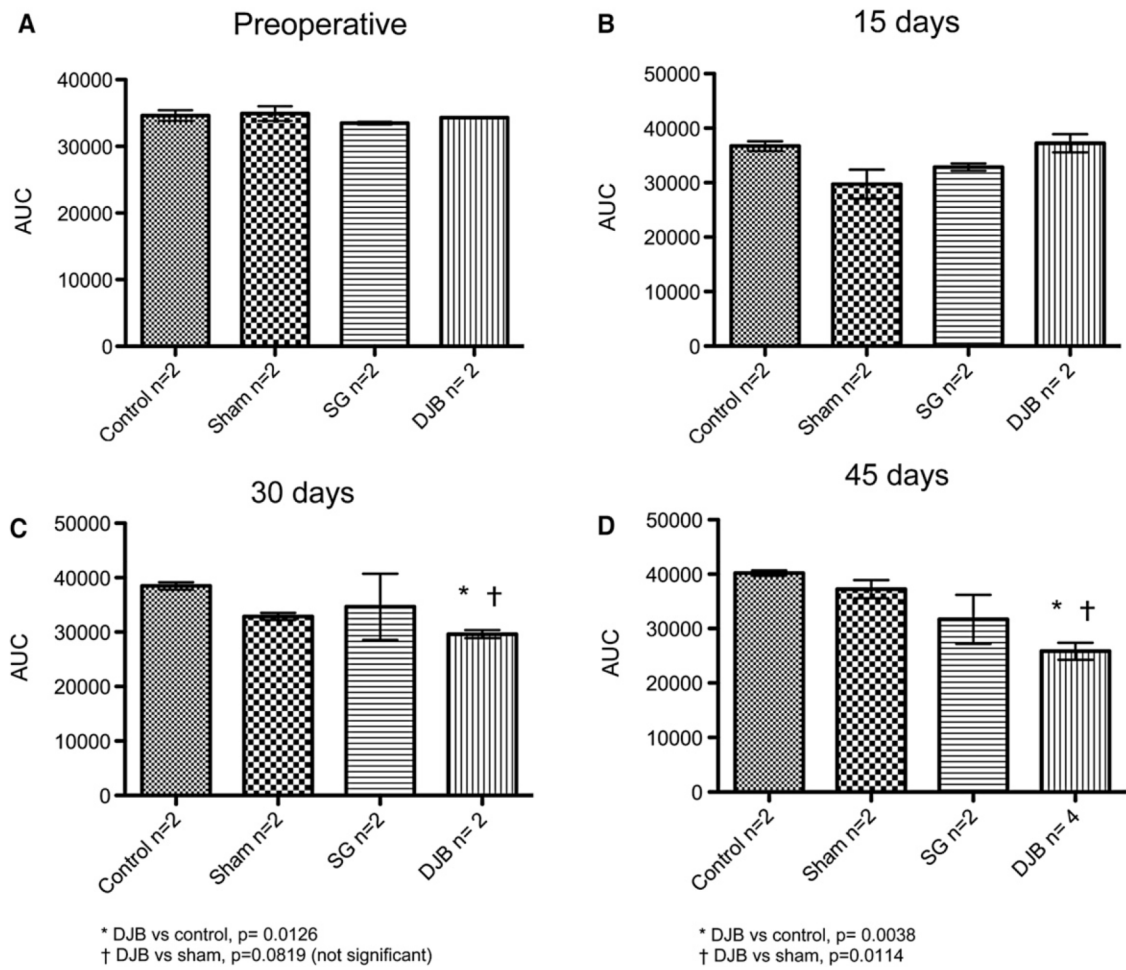 A
Preoperative
40000
30000
20000
10000
0
AUC
Control n=2
Sham n=2
SG n=2
DJB n= 2
B
15 days
50000
40000
30000
20000
10000
0
AUC
Control n=2
Sham n=2
SG n=2
DJB n= 2
C
30 days
50000
40000
30000
20000
10000
0
AUC
* †
Control n=2
Sham n=2
SG n=2
DJB n= 2
* DJB vs control, p= 0.0126
† DJB vs sham, p=0.0819 (not significant)
D
45 days
50000
40000
30000
20000
10000
0
AUC
* †
Control n=2
Sham n=2
SG n=2
DJB n= 4
* DJB vs control, p= 0.0038
† DJB vs sham, p=0.0114